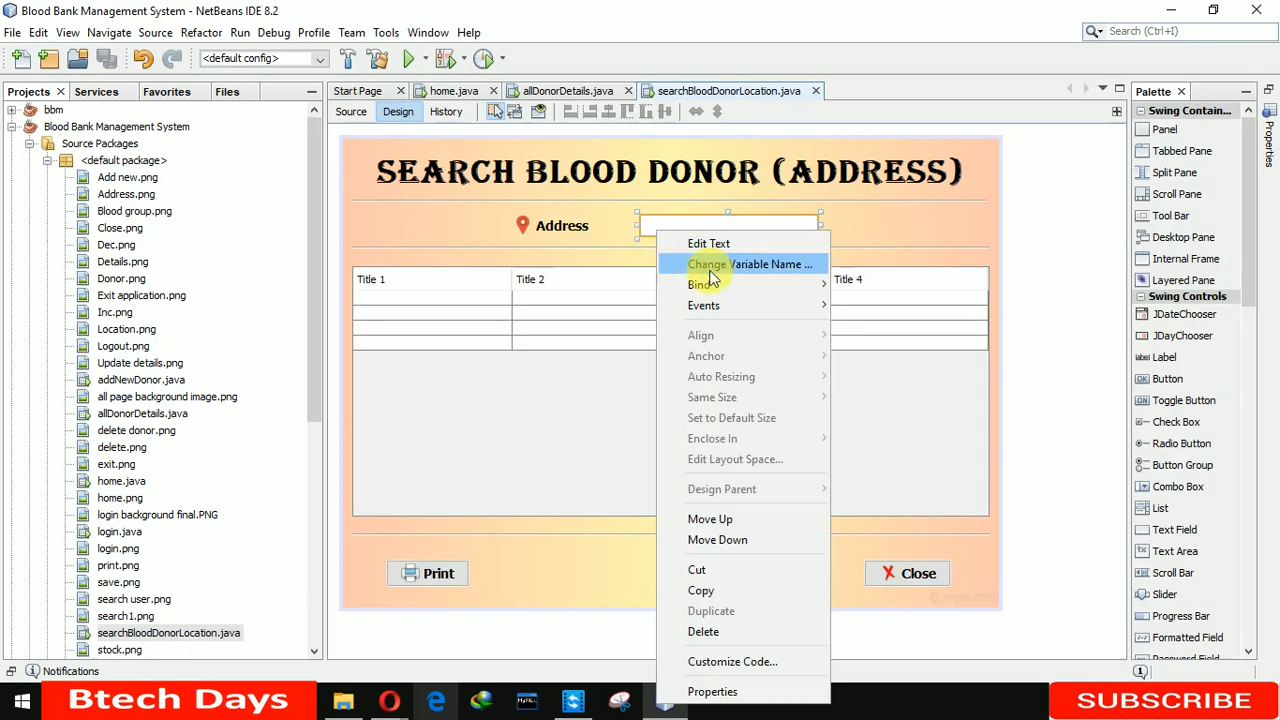 Blood Bank Management System - NetBeans IDE 8.2
File Edit View Navigate Source Refactor Run Debug Profile Team Tools Window Help
Search (Ctrl+I)
<default config>
Projects Services Favorites Files
Start Page home.java allDonorDetails.java searchBloodDonorLocation.java
Palette
Source Design History
bbm
Blood Bank Management System
Source Packages
<default package>
Add new.png
Address.png
Blood group.png
Close.png
Dec.png
Details.png
Donor.png
Exit application.png
Inc.png
Location.png
Logout.png
Update details.png
addNewDonor.java
all page background image.png
allDonorDetails.java
delete donor.png
delete.png
exit.png
home.java
home.png
login background final.PNG
login.java
login.png
print.png
save.png
search user.png
search1.png
searchBloodDonorLocation.java
stock.png
SEARCH BLOOD DONOR (ADDRESS)
Address
Title 1 Title 2 Title 4
Print
Close
Edit Text
Change Variable Name ...
Bind
Events
Align
Anchor
Auto Resizing
Same Size
Set to Default Size
Enclose In
Edit Layout Space...
Design Parent
Move Up
Move Down
Cut
Copy
Duplicate
Delete
Customize Code...
Properties
Swing Contain...
Panel
Tabbed Pane
Split Pane
Scroll Pane
Tool Bar
Desktop Pane
Internal Frame
Layered Pane
Swing Controls
JDateChooser
JDayChooser
Label
Button
Toggle Button
Check Box
Radio Button
Button Group
Combo Box
List
Text Field
Text Area
Scroll Bar
Slider
Progress Bar
Formatted Field
Password Field
Properties
Notifications
1
Btech Days
SUBSCRIBE